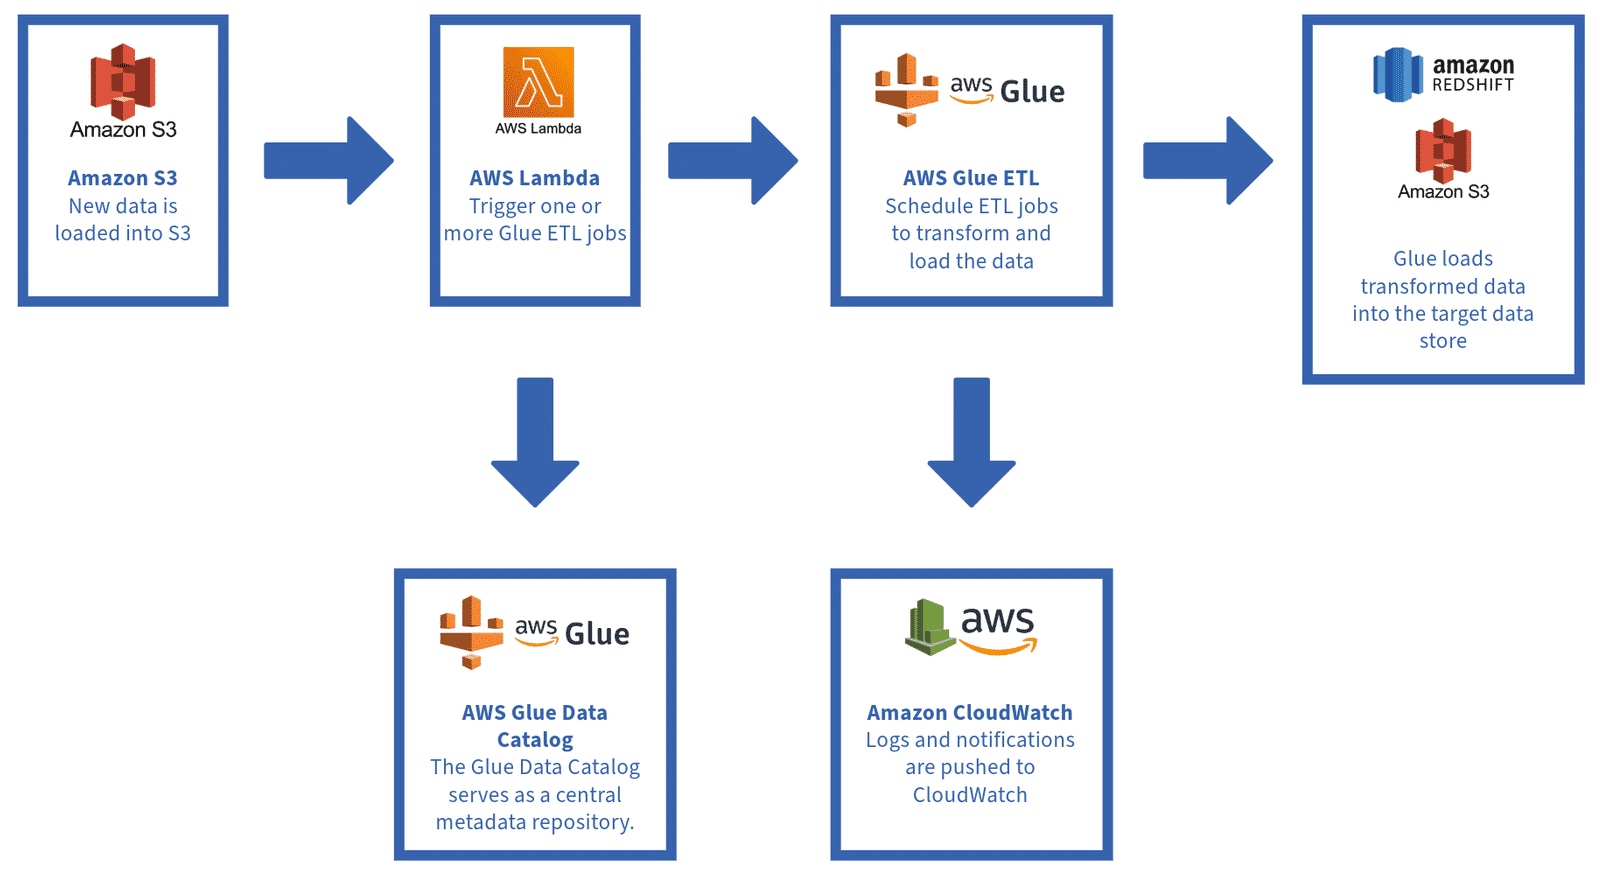 Amazon S3
Amazon S3
New data is
loaded into S3
AWS Lambda
AWS Lambda
Trigger one or
more Glue ETL jobs
aws Glue
AWS Glue ETL
Schedule ETL jobs
to transform and
load the data
amazon
REDSHIFT
Amazon S3
Glue loads
transformed data
into the target data
store
aws Glue
AWS Glue Data
Catalog
The Glue Data Catalog
serves as a central
metadata repository.
aws
Amazon CloudWatch
Logs and notifications
are pushed to
CloudWatch